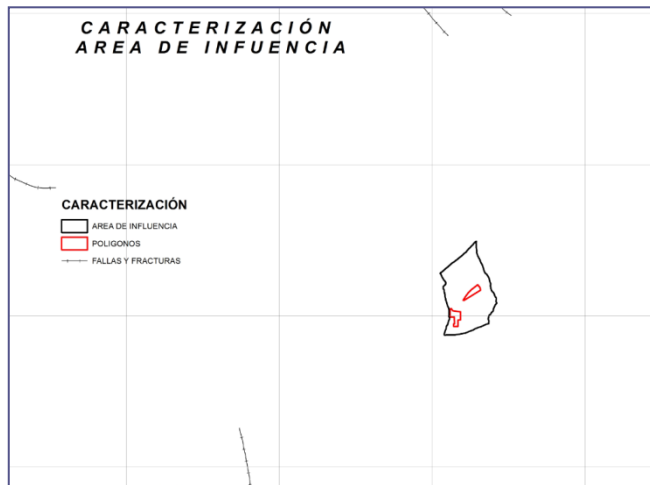 CARACTERIZACIÓN
AREA DE INFUENCIA
CARACTERIZACIÓN
AREA DE INFLUENCIA
POLIGONOS
FALLAS Y FRACTURAS